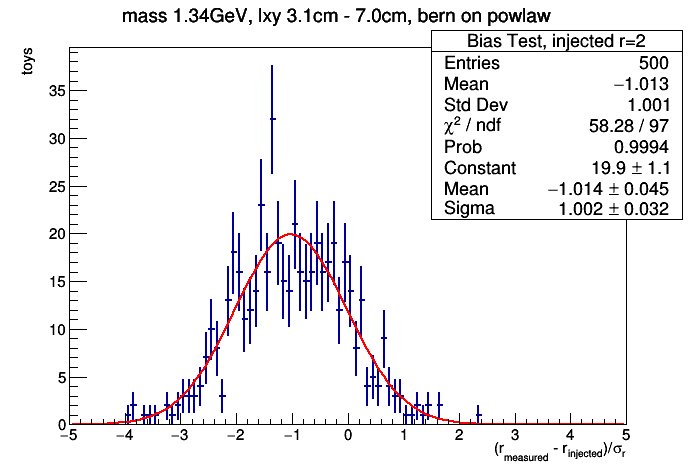 mass 1.34GeV, lxy 3.1cm - 7.0cm, bern on powlaw
toys
Bias Test, injected r=2
Entries 500
Mean −1.013
Std Dev 1.001
χ² / ndf 58.28 / 97
Prob 0.9994
Constant 19.9 ± 1.1
Mean −1.014 ± 0.045
Sigma 1.002 ± 0.032
35
30
25
20
15
10
5
0
−5 −4 −3 −2 −1 0 1 2 3 4 5
(r_measured - r_injected)/σ_r